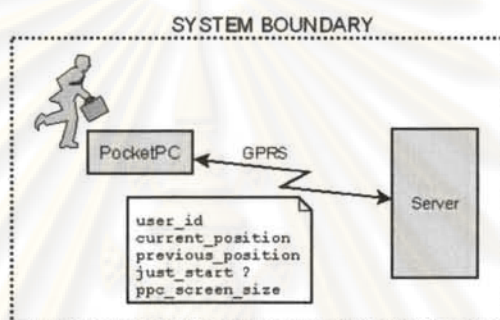 SYSTEM BOUNDARY
PocketPC
GPRS
Server
user_id
current_position
previous_position
just_start ?
ppc_screen_size